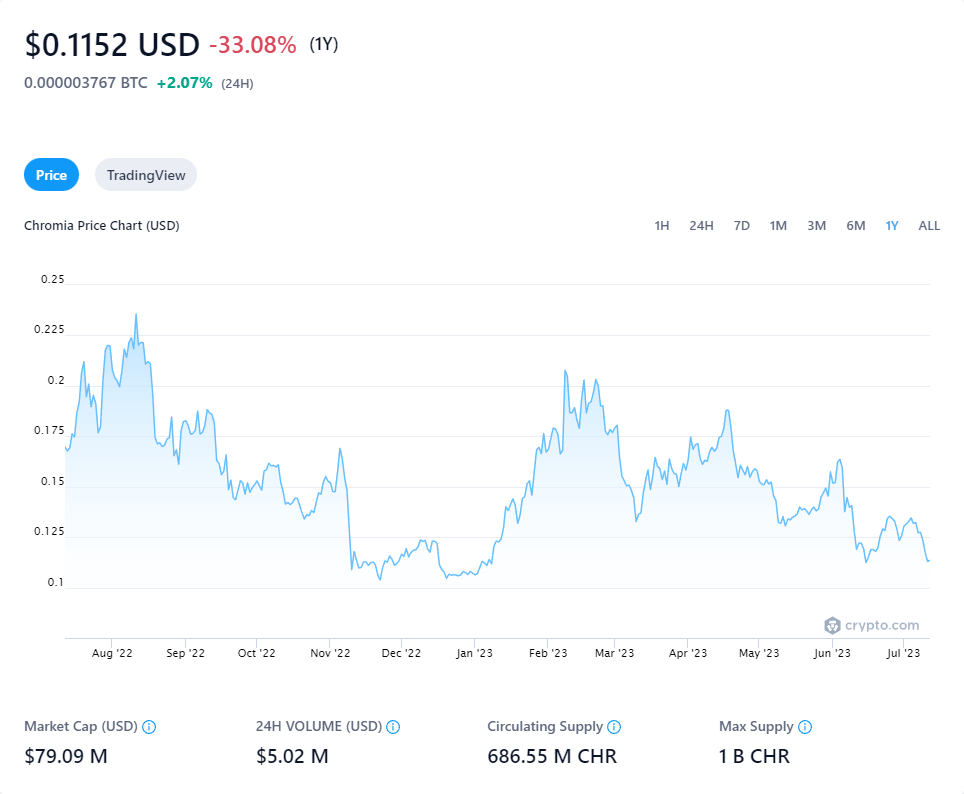 $0.1152 USD -33.08% (1Y)
0.000003767 BTC +2.07% (24H)
Price TradingView
Chromia Price Chart (USD) 1H 24H 7D 1M 3M 6M 1Y ALL
0.25
0.225
0.2
0.175
0.15
0.125
0.1
crypto.com
Aug '22 Sep '22 Oct '22 Nov '22 Dec '22 Jan '23 Feb '23 Mar '23 Apr '23 May '23 Jun '23 Jul '23
Market Cap (USD) 24H VOLUME (USD) Circulating Supply Max Supply
$79.09 M $5.02 M 686.55 M CHR 1 B CHR